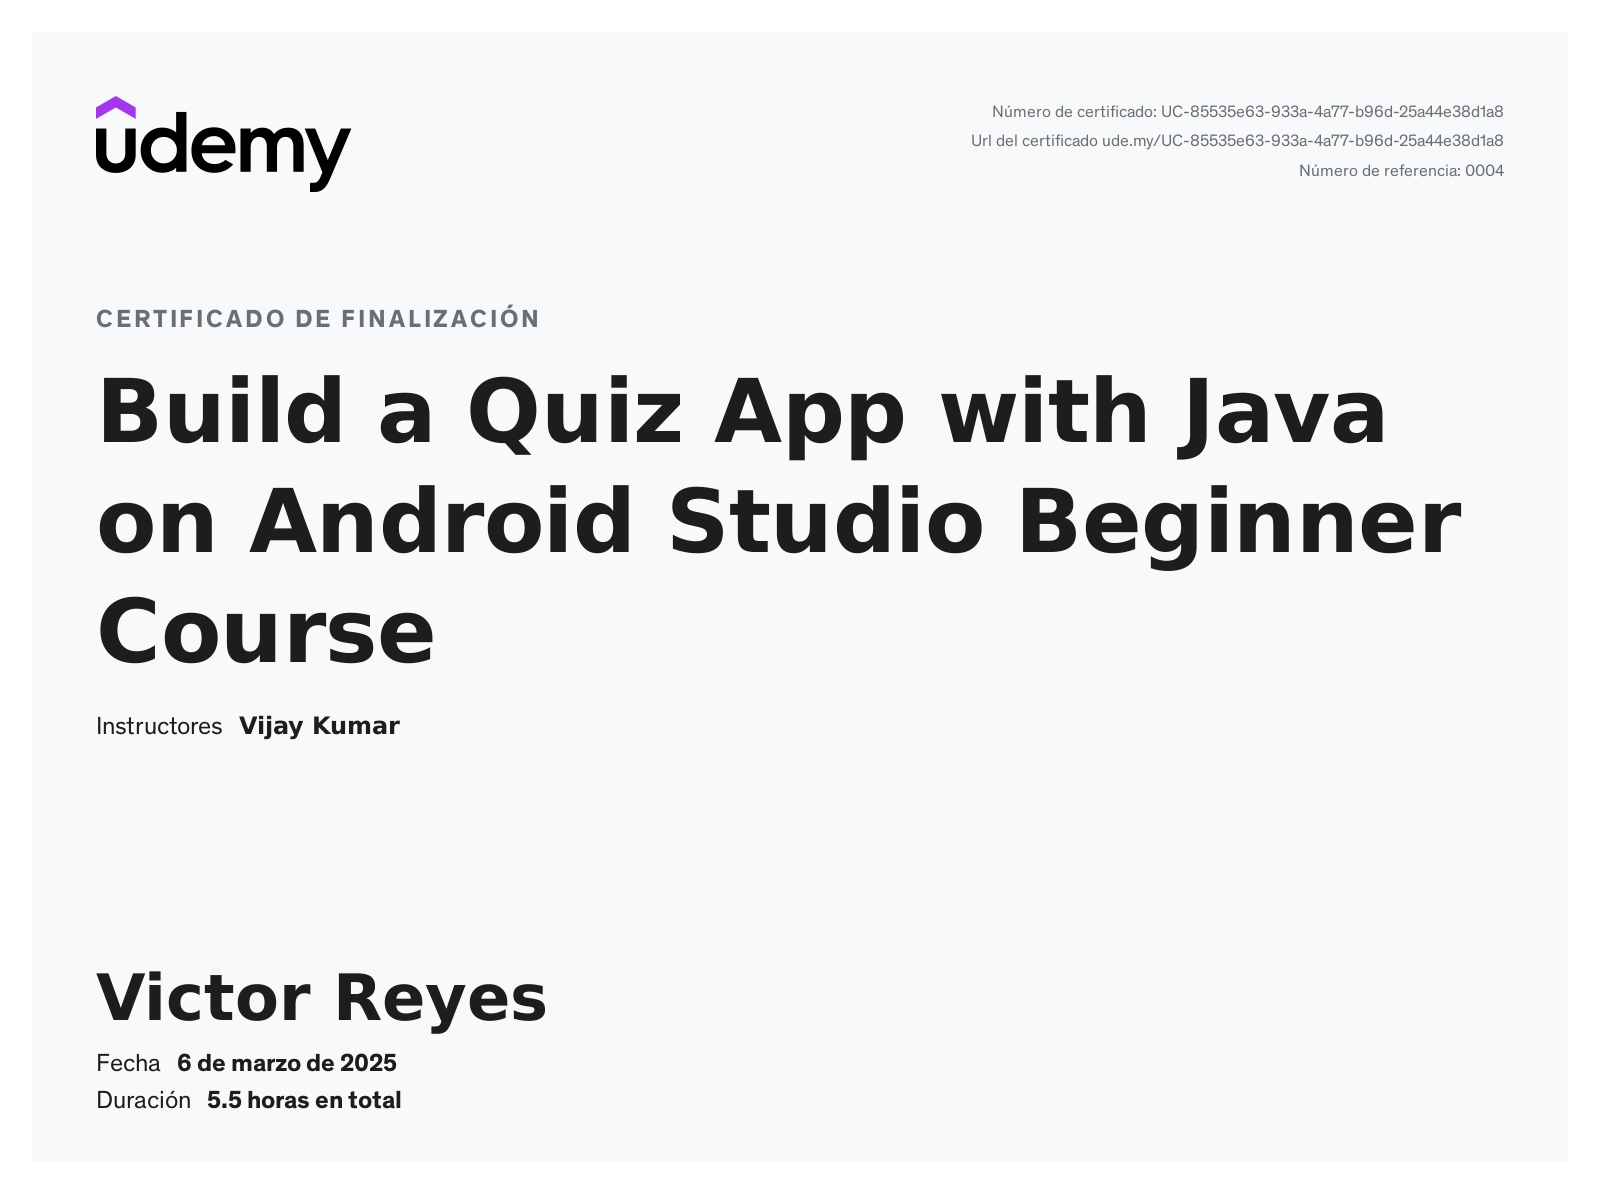 udemy
Número de certificado: UC-85535e63-933a-4a77-b96d-25a44e38d1a8
Url del certificado ude.my/UC-85535e63-933a-4a77-b96d-25a44e38d1a8
Número de referencia: 0004
CERTIFICADO DE FINALIZACIÓN
Build a Quiz App with Java
on Android Studio Beginner
Course
Instructores Vijay Kumar
Victor Reyes
Fecha 6 de marzo de 2025
Duración 5.5 horas en total